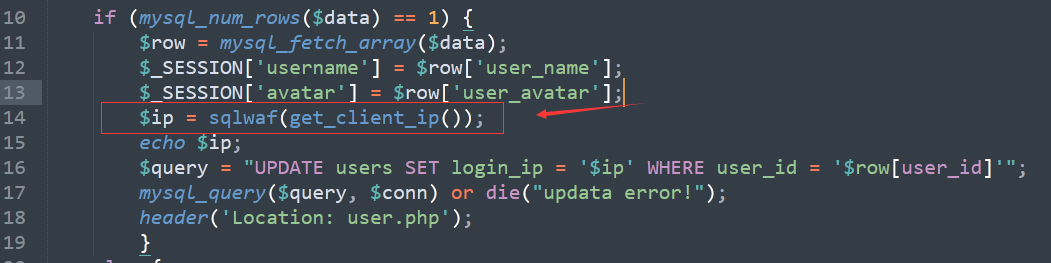 10 if (mysql_num_rows($data) == 1) {
11 $row = mysql_fetch_array($data);
12 $_SESSION['username'] = $row['user_name'];
13 $_SESSION['avatar'] = $row['user_avatar'];
14 $ip = sqlwaf(get_client_ip());
15 echo $ip;
16 $query = "UPDATE users SET login_ip = '$ip' WHERE user_id = '$row[user_id]'";
17 mysql_query($query, $conn) or die("updata error!");
18 header('Location: user.php');
19 }